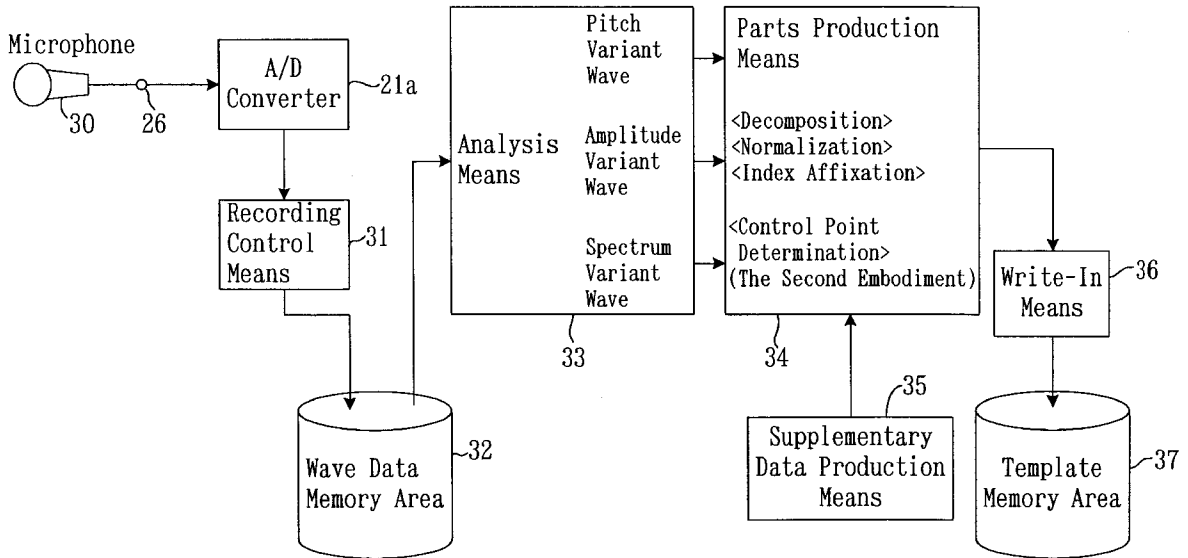 Microphone
30
26
A/D
Converter
21a
Recording
Control
Means
31
Wave Data
Memory Area
32
Analysis
Means
Pitch
Variant
Wave
Amplitude
Variant
Wave
Spectrum
Variant
Wave
33
Parts Production
Means
<Decomposition>
<Normalization>
<Index Affixation>
<Control Point
Determination>
(The Second Embodiment)
34
Supplementary
Data Production
Means
35
Write-In
Means
36
Template
Memory Area
37